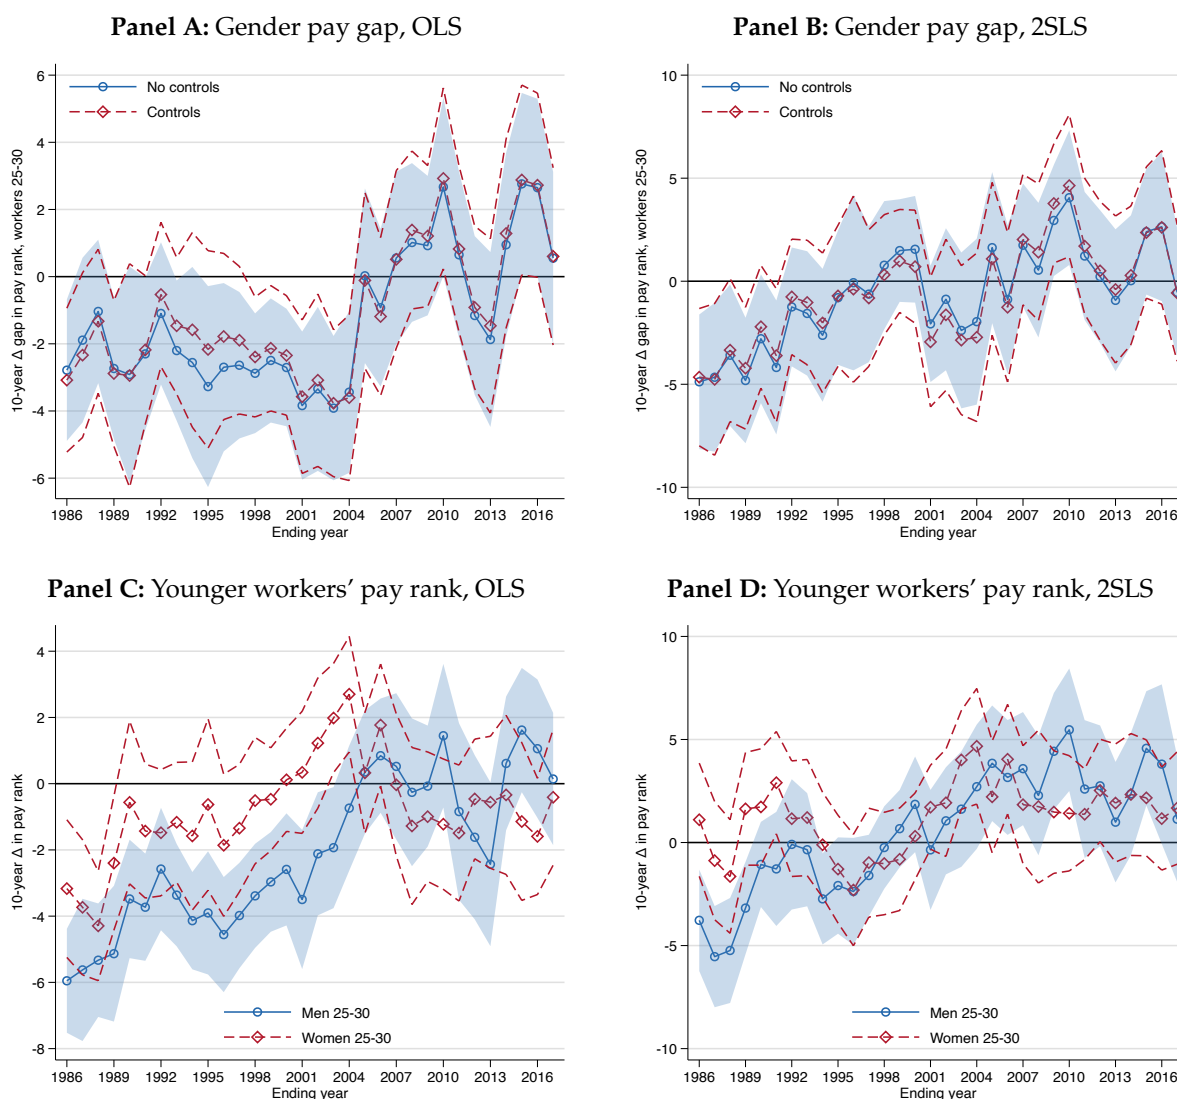 Panel A: Gender pay gap, OLS
Panel B: Gender pay gap, 2SLS
10-year Δ gap in pay rank, workers 25-30
6
4
2
0
-2
-4
-6
No controls
Controls
1986 1989 1992 1995 1998 2001 2004 2007 2010 2013 2016
Ending year
10-year Δ gap in pay rank, workers 25-30
10
5
0
-5
-10
No controls
Controls
1986 1989 1992 1995 1998 2001 2004 2007 2010 2013 2016
Ending year
Panel C: Younger workers' pay rank, OLS
Panel D: Younger workers' pay rank, 2SLS
10-year Δ in pay rank
4
2
0
-2
-4
-6
-8
Men 25-30
Women 25-30
1986 1989 1992 1995 1998 2001 2004 2007 2010 2013 2016
Ending year
10-year Δ in pay rank
10
5
0
-5
-10
Men 25-30
Women 25-30
1986 1989 1992 1995 1998 2001 2004 2007 2010 2013 2016
Ending year